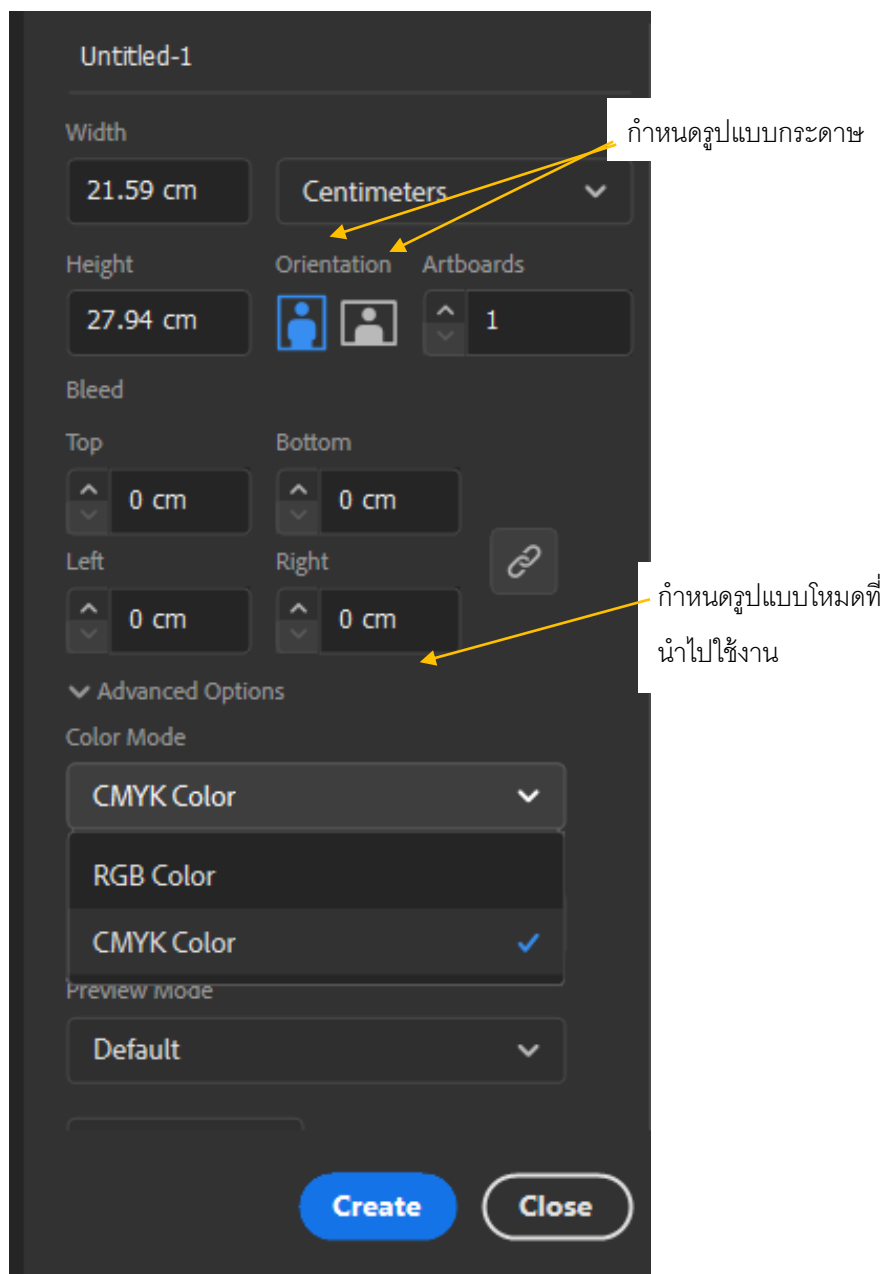 Untitled-1
Width
กำหนดรูปแบบกระดาษ
21.59 cm
Centimeters
Height
Orientation
Artboards
27.94 cm
1
Bleed
Top
Bottom
0 cm
0 cm
Left
Right
กำหนดรูปแบบโหมดที่
0 cm
0 cm
นำไปใช้งาน
Advanced Options
Color Mode
CMYK Color
RGB Color
CMYK Color
Preview Mode
Default
Create
Close